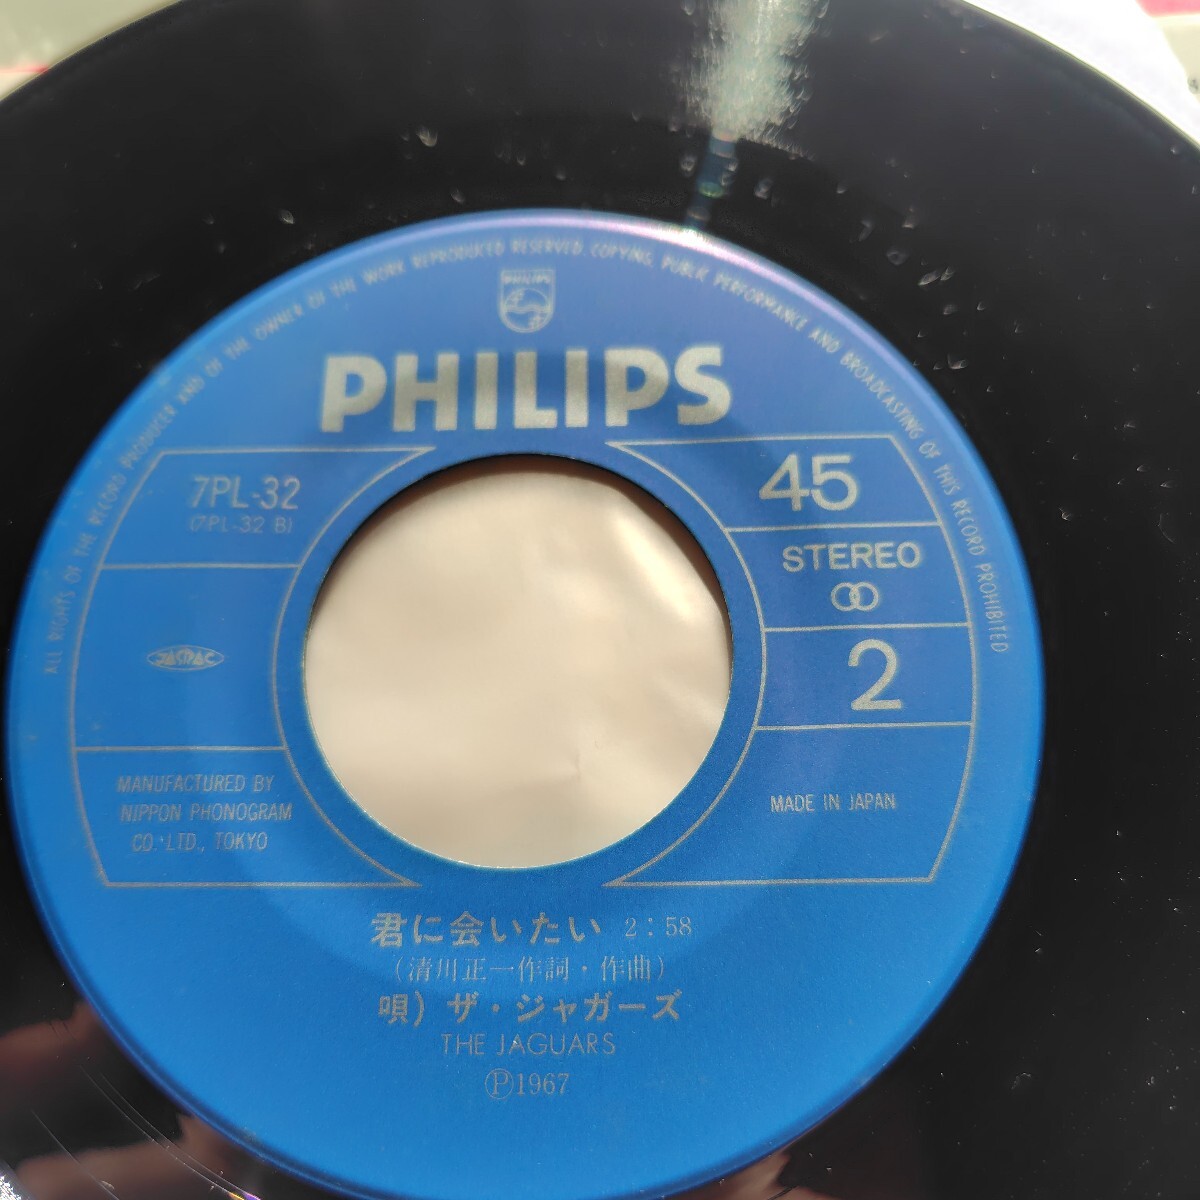 ALL RIGHTS OF THE RECORD PRODUCER AND OF THE OWNER OF THE WORK REPRODUCED RESERVED. COPYING, PUBLIC PERFORMANCE AND BROADCASTING OF THIS RECORD PROHIBITED
PHILIPS
PHILIPS
7PL-32
(7PL-32 B)
45
STEREO
2
JASRAC
MANUFACTURED BY
NIPPON PHONOGRAM
CO., LTD., TOKYO
MADE IN JAPAN
君に会いたい 2:58
(清川正一作詞・作曲)
唄) ザ・ジャガーズ
THE JAGUARS
Ⓟ1967